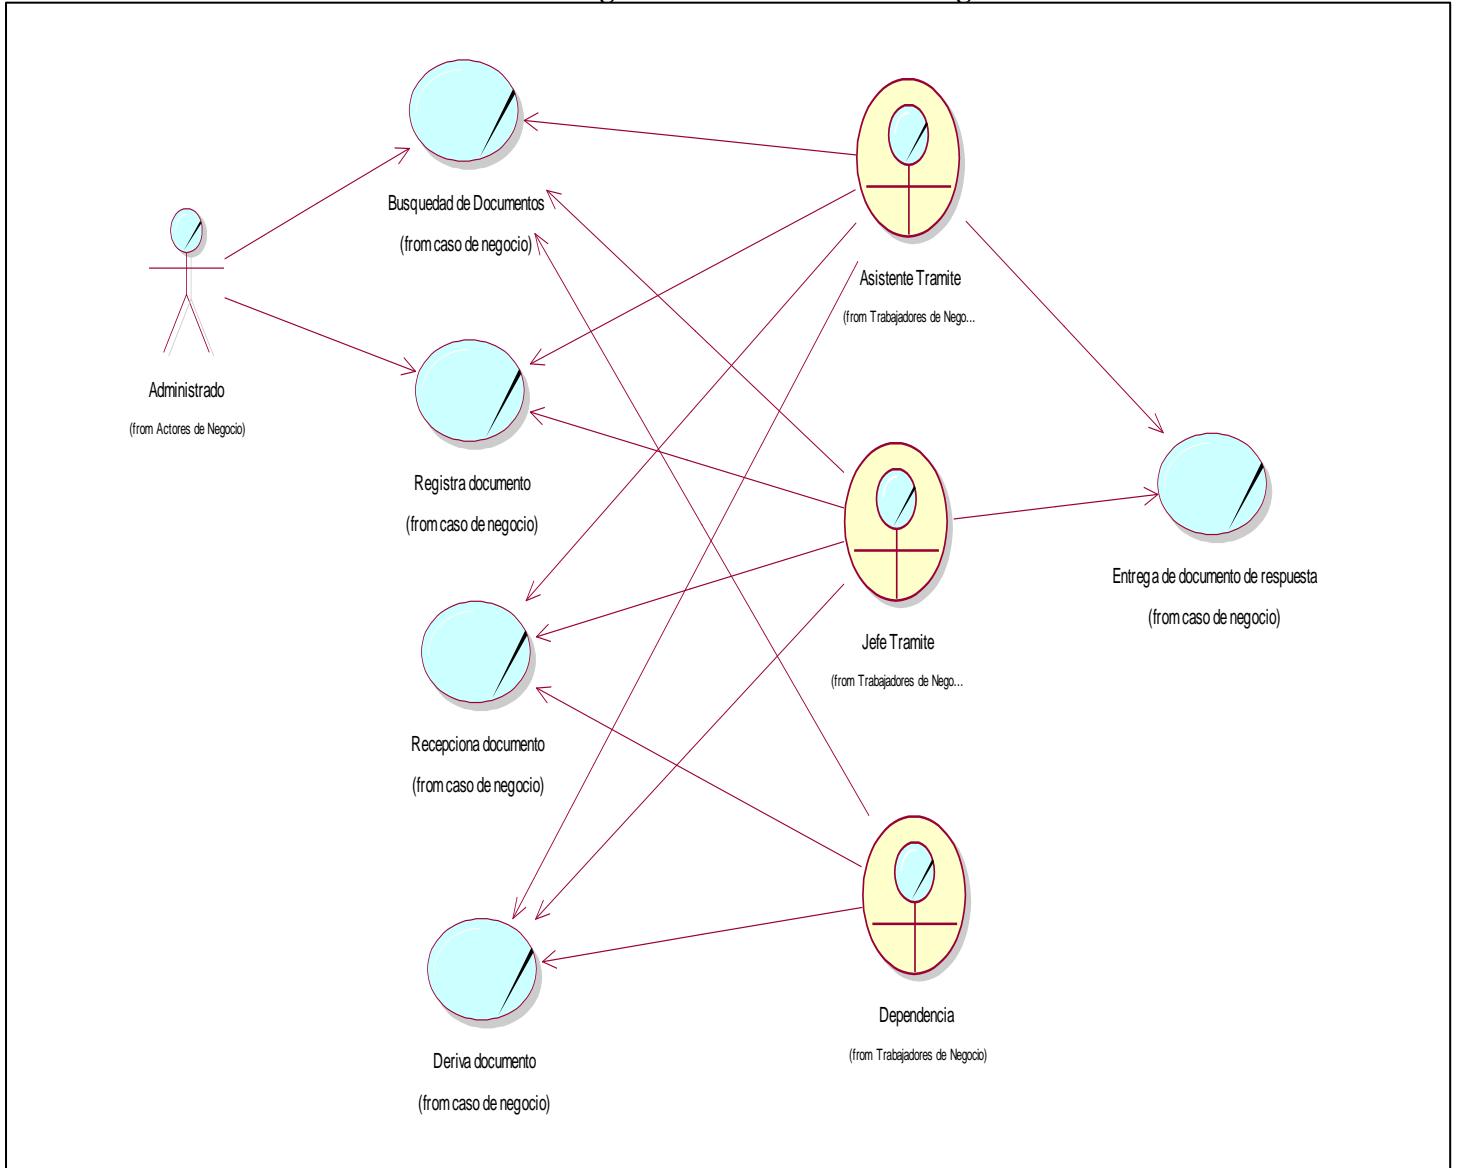 Busquedad de Documentos
(from caso de negocio)
Asistente Tramite
(from Trabajadores de Nego...
Administrado
(from Actores de Negocio)
Registra documento
(from caso de negocio)
Entrega de documento de respuesta
(from caso de negocio)
Jefe Tramite
(from Trabajadores de Nego...
Recepciona documento
(from caso de negocio)
Dependencia
(from Trabajadores de Negocio)
Deriva documento
(from caso de negocio)